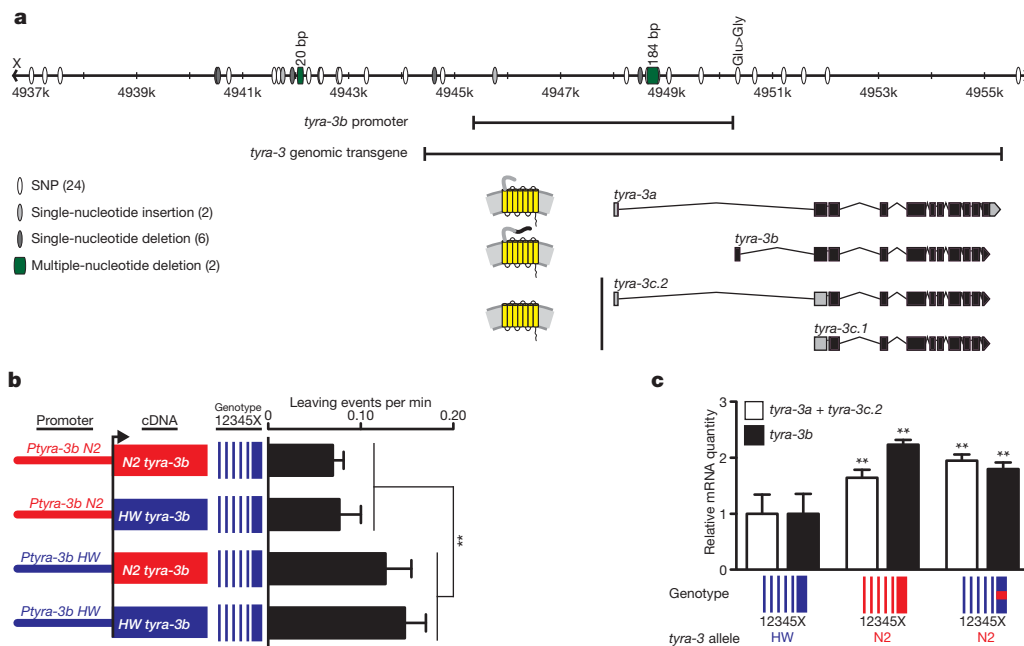 a
X
20 bp
184 bp
Glu>Gly
4937k 4939k 4941k 4943k 4945k 4947k 4949k 4951k 4953k 4955k
tyra-3b promoter
tyra-3 genomic transgene
SNP (24)
Single-nucleotide insertion (2)
Single-nucleotide deletion (6)
Multiple-nucleotide deletion (2)
tyra-3a
tyra-3b
tyra-3c.2
tyra-3c.1
b
Promoter cDNA Genotype
12345X
Leaving events per min
0 0.10 0.20
Ptyra-3b N2 N2 tyra-3b
Ptyra-3b N2 HW tyra-3b
Ptyra-3b HW N2 tyra-3b
Ptyra-3b HW HW tyra-3b
**
c
Relative mRNA quantity
3
2
1
0
tyra-3a + tyra-3c.2
tyra-3b
** ** ** **
Genotype
12345X 12345X 12345X
tyra-3 allele HW N2 N2